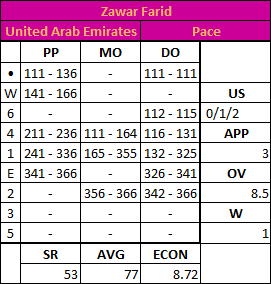 Zawar Farid
United Arab Emirates Pace
PP MO DO
• 111 - 136 - 111 - 111
W 141 - 166 - - US
6 - - 112 - 115 0/1/2
4 211 - 236 111 - 164 116 - 131 APP
1 241 - 336 165 - 355 132 - 325 3
E 341 - 366 - 326 - 341 OV
2 - 356 - 366 342 - 366 8.5
3 - - - W
5 - - - 1
SR AVG ECON
53 77 8.72